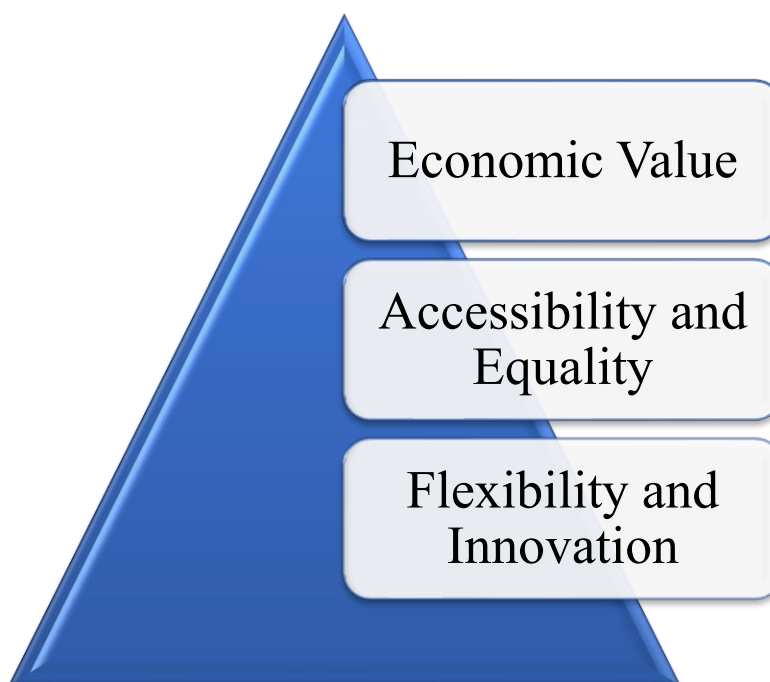 Economic Value
Accessibility and
Equality
Flexibility and
Innovation